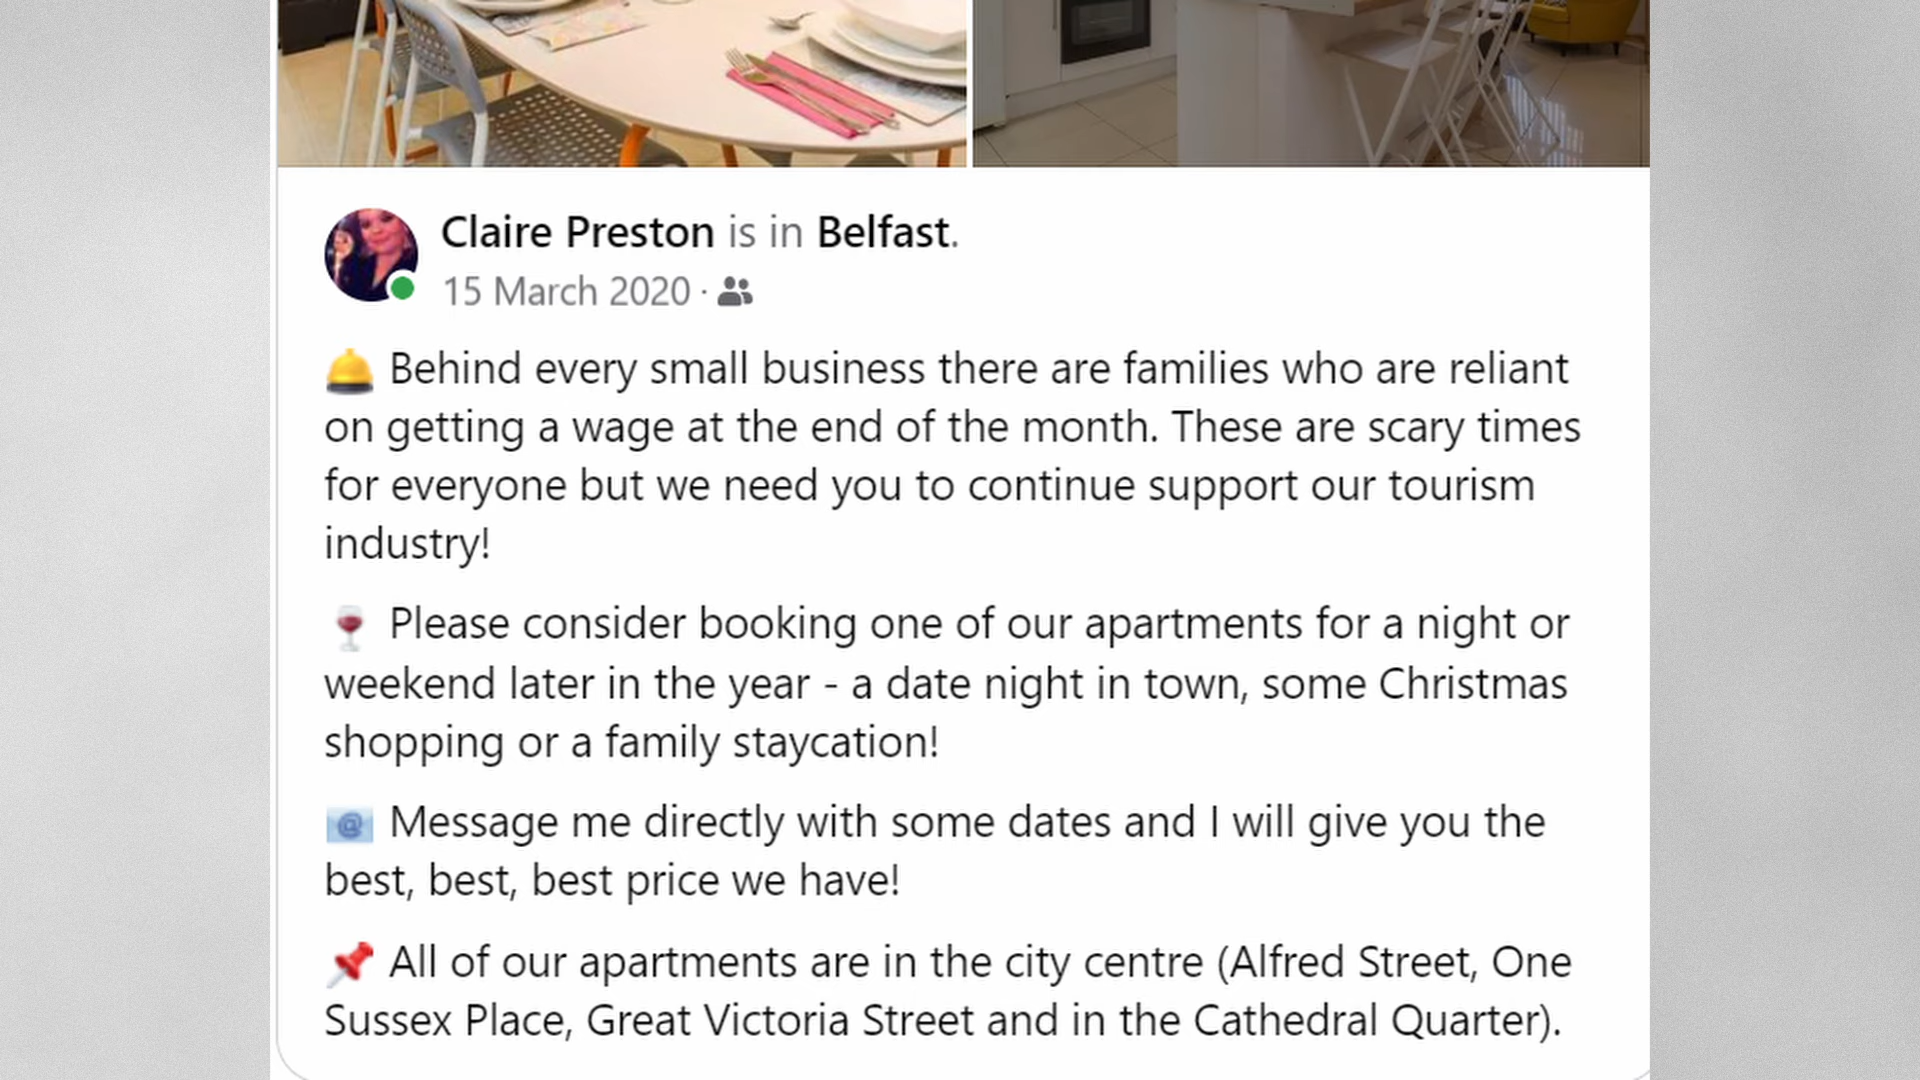 Claire Preston is in Belfast.
15 March 2020 ·
Behind every small business there are families who are reliant
on getting a wage at the end of the month. These are scary times
for everyone but we need you to continue support our tourism
industry!
Please consider booking one of our apartments for a night or
weekend later in the year - a date night in town, some Christmas
shopping or a family staycation!
Message me directly with some dates and I will give you the
best, best, best price we have!
All of our apartments are in the city centre (Alfred Street, One
Sussex Place, Great Victoria Street and in the Cathedral Quarter).